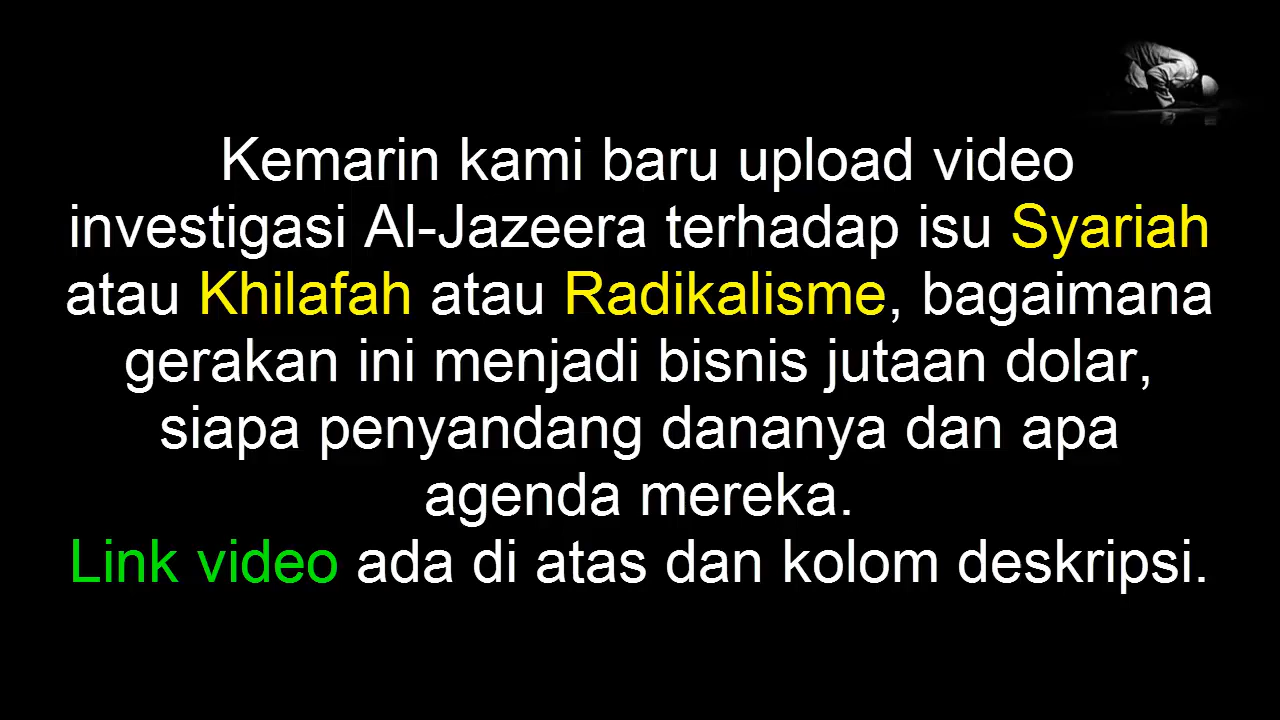 Kemarin kami baru upload video
investigasi Al-Jazeera terhadap isu Syariah
atau Khilafah atau Radikalisme, bagaimana
gerakan ini menjadi bisnis jutaan dolar,
siapa penyandang dananya dan apa
agenda mereka.
Link video ada di atas dan kolom deskripsi.